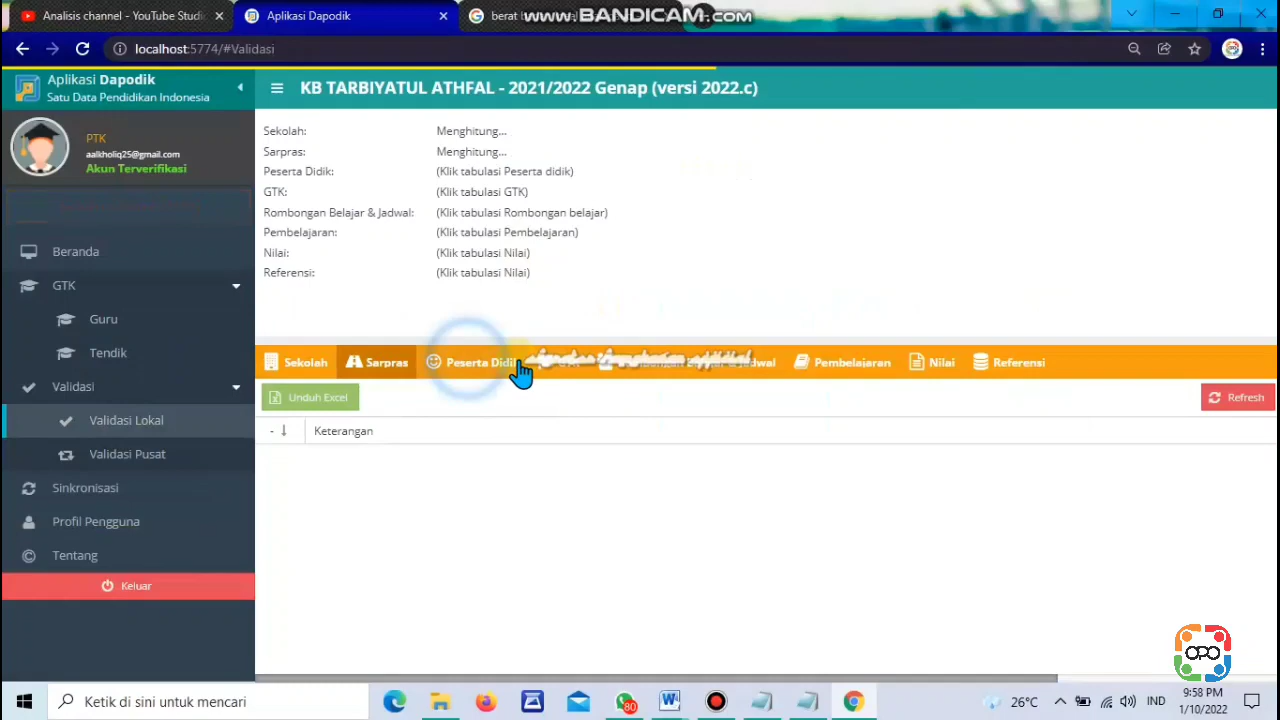 Analisis channel - YouTube Studi
Aplikasi Dapodik
berat b
www.BANDICAM.com
localhost:5774/#Validasi
Aplikasi Dapodik
Satu Data Pendidikan Indonesia
KB TARBIYATUL ATHFAL - 2021/2022 Genap (versi 2022.c)
PTK
aalkholiq25@gmail.com
Akun Terverifikasi
Sekolah: Menghitung...
Sarpras: Menghitung...
Peserta Didik: (Klik tabulasi Peserta didik)
GTK: (Klik tabulasi GTK)
Rombongan Belajar & Jadwal: (Klik tabulasi Rombongan belajar)
Pembelajaran: (Klik tabulasi Pembelajaran)
Nilai: (Klik tabulasi Nilai)
Referensi: (Klik tabulasi Nilai)
Beranda
GTK
Guru
Tendik
Validasi
Validasi Lokal
Validasi Pusat
Sinkronisasi
Profil Pengguna
Tentang
Keluar
Sekolah Sarpras Peserta Didik Jadwal Pembelajaran Nilai Referensi
Unduh Excel Refresh
- Keterangan
OPO
Ketik di sini untuk mencari
80
26°C
IND
9:58 PM
1/10/2022